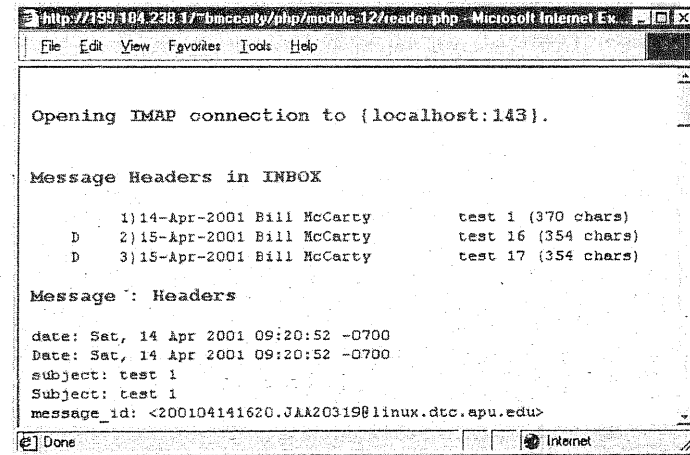 http://199.184.238.1/~bmccarty/php/module-12/reader.php - Microsoft Internet Ex
File Edit View Favorites Tools Help
Opening IMAP connection to {localhost:143}.
Message Headers in INBOX
1)14-Apr-2001 Bill McCarty test 1 (370 chars)
D 2)15-Apr-2001 Bill McCarty test 16 (354 chars)
D 3)15-Apr-2001 Bill McCarty test 17 (354 chars)
Message : Headers
date: Sat, 14 Apr 2001 09:20:52 -0700
Date: Sat, 14 Apr 2001 09:20:52 -0700
subject: test 1
Subject: test 1
message_id: <200104141620.JAA20319@linux.dtc.apu.edu>
Done Internet